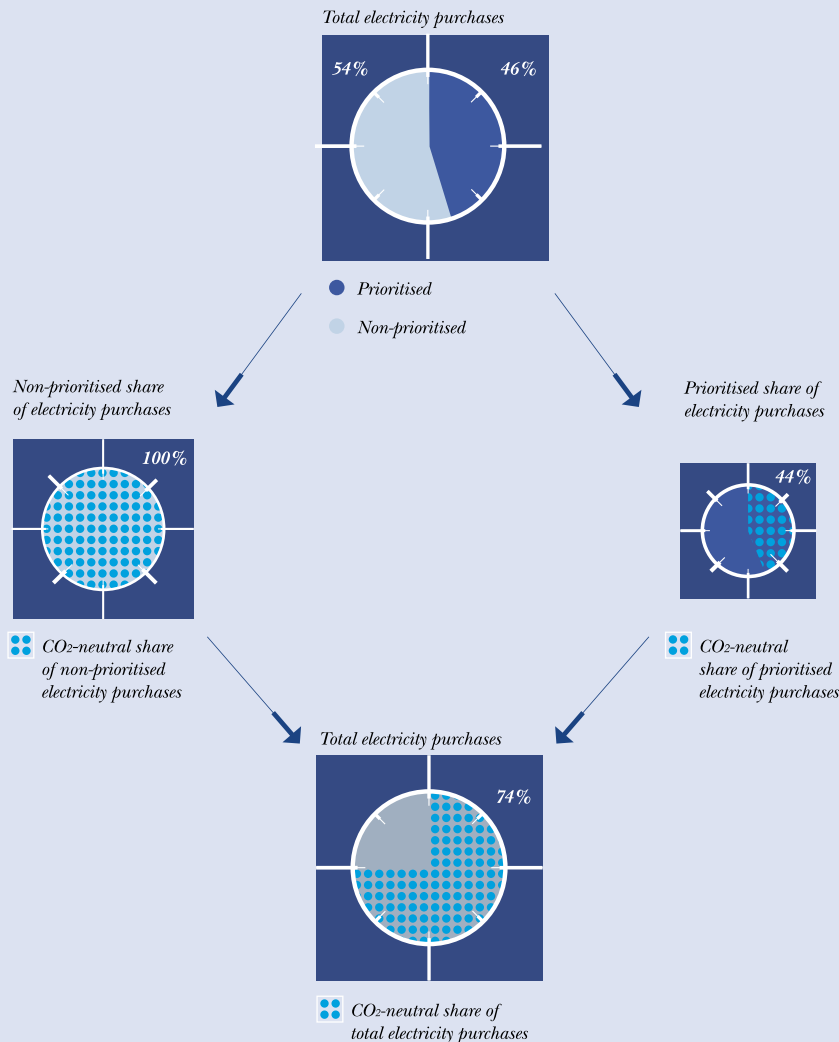 Total electricity purchases
54%
46%
Prioritised
Non-prioritised
Non-prioritised share
of electricity purchases
100%
CO2-neutral share
of non-prioritised
electricity purchases
Prioritised share of
electricity purchases
44%
CO2-neutral
share of prioritised
electricity purchases
Total electricity purchases
74%
CO2-neutral share of
total electricity purchases